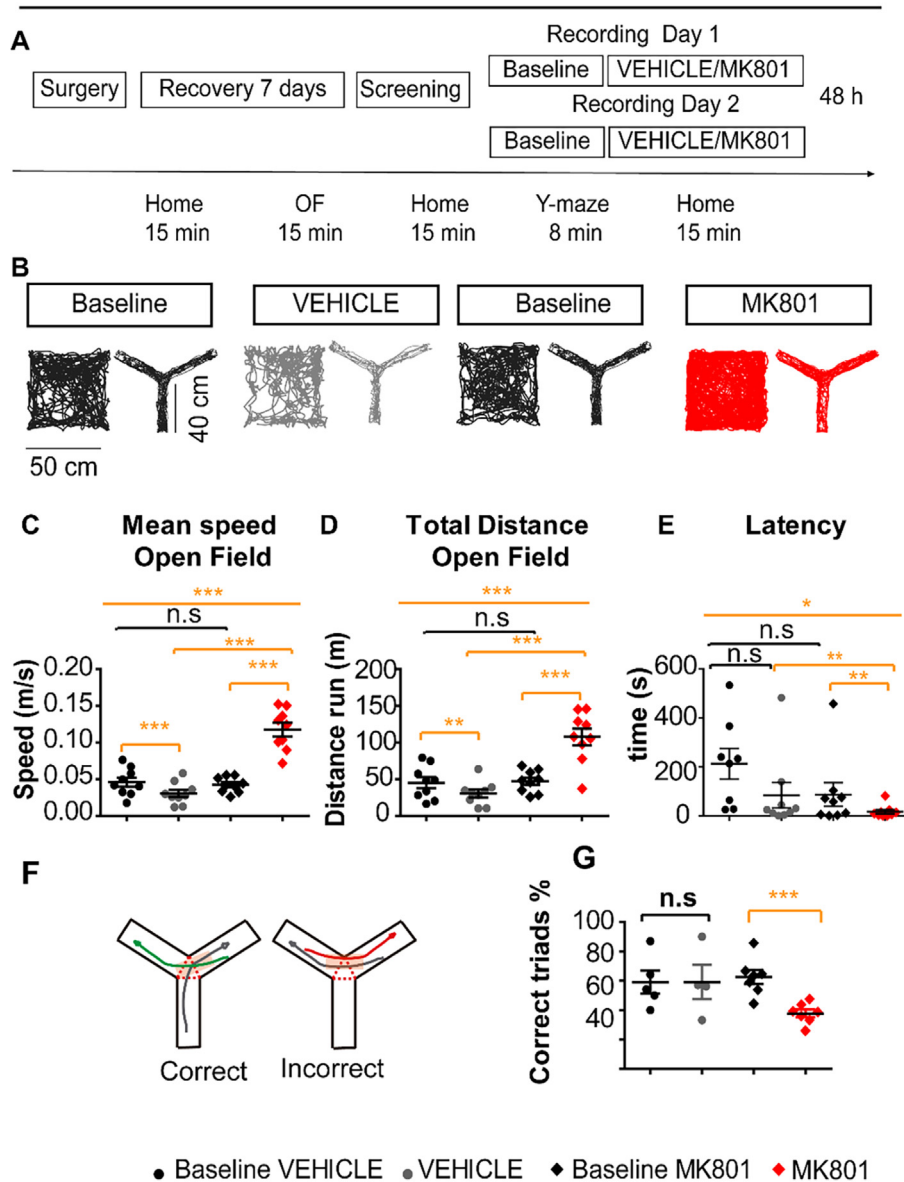 A
Recording Day 1
Surgery Recovery 7 days Screening Baseline VEHICLE/MK801 48 h
Recording Day 2
Baseline VEHICLE/MK801
Home OF Home Y-maze Home
15 min 15 min 15 min 8 min 15 min
B
Baseline VEHICLE Baseline MK801
40 cm
50 cm
C Mean speed Open Field
*** n.s *** *** ***
Speed (m/s)
0.20
0.15
0.10
0.05
0.00
D Total Distance Open Field
*** n.s *** *** **
Distance run (m)
200
150
100
50
0
E Latency
* n.s n.s ** **
time (s)
600
400
200
0
F
Correct Incorrect
G
n.s ***
Correct triads %
100
80
60
40
Baseline VEHICLE VEHICLE Baseline MK801 MK801